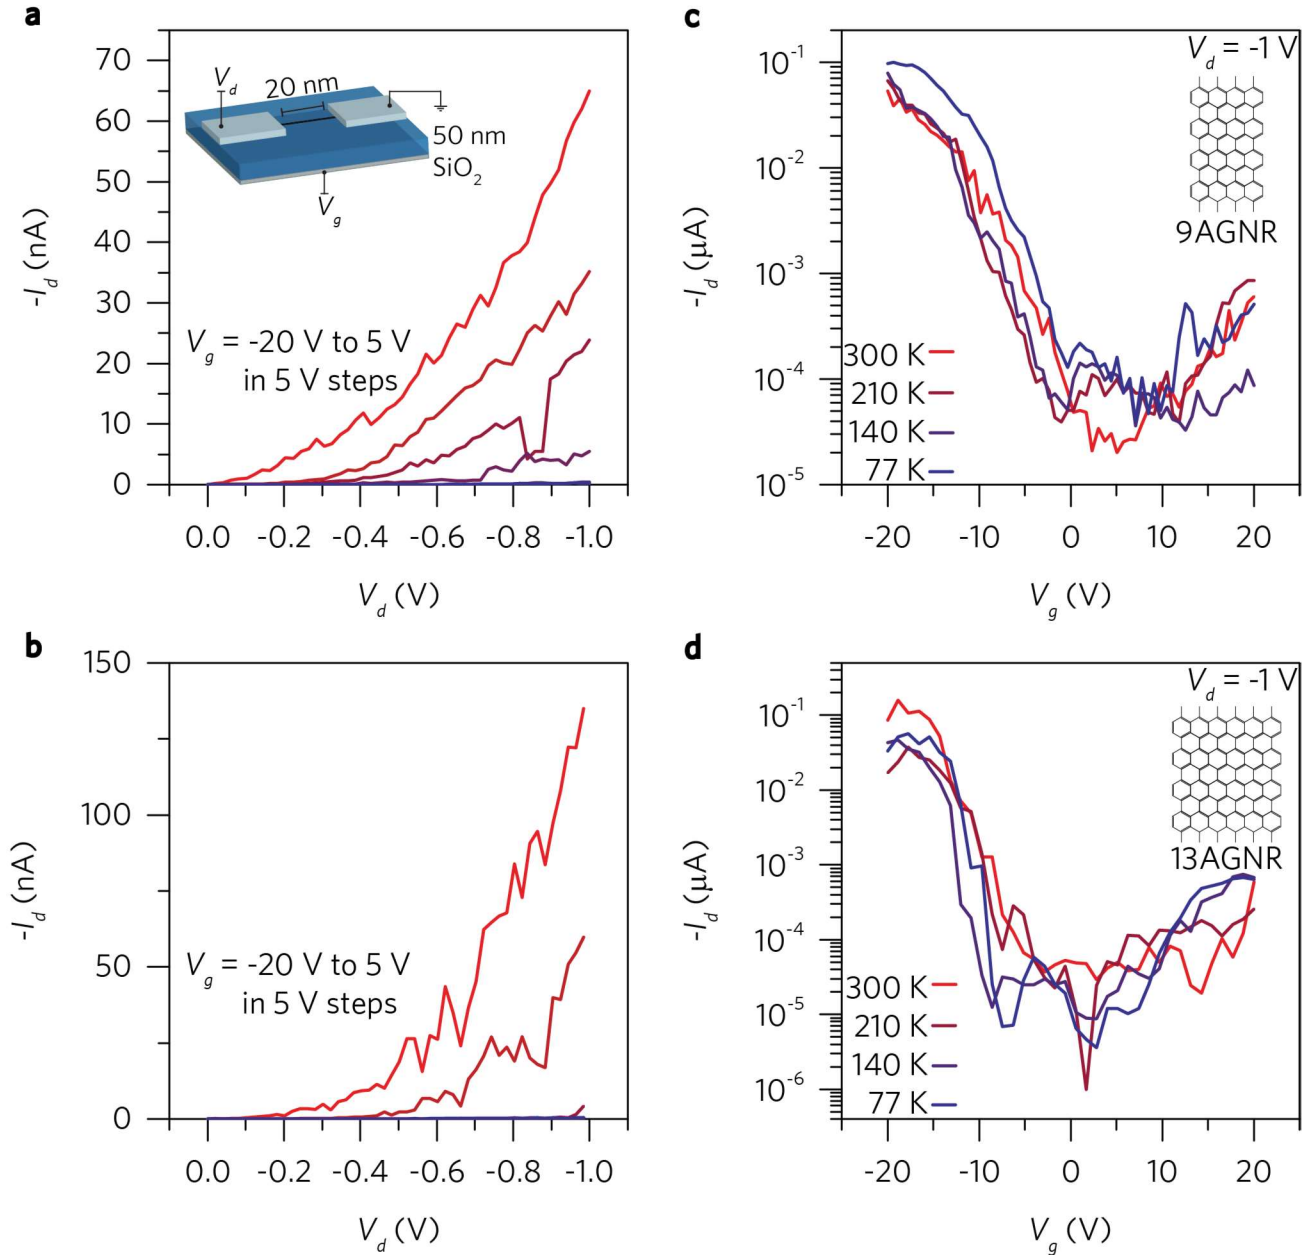 a
70
60
50
40
30
20
10
0
-I_d (nA)
V_d
20 nm
50 nm
SiO₂
V_g
V_g = -20 V to 5 V
in 5 V steps
0.0 -0.2 -0.4 -0.6 -0.8 -1.0
V_d (V)
c
10⁻¹
10⁻²
10⁻³
10⁻⁴
10⁻⁵
-I_d (µA)
V_d = -1 V
9AGNR
300 K
210 K
140 K
77 K
-20 -10 0 10 20
V_g (V)
b
150
100
50
0
-I_d (nA)
V_g = -20 V to 5 V
in 5 V steps
0.0 -0.2 -0.4 -0.6 -0.8 -1.0
V_d (V)
d
10⁻¹
10⁻²
10⁻³
10⁻⁴
10⁻⁵
10⁻⁶
-I_d (µA)
V_d = -1 V
13AGNR
300 K
210 K
140 K
77 K
-20 -10 0 10 20
V_g (V)